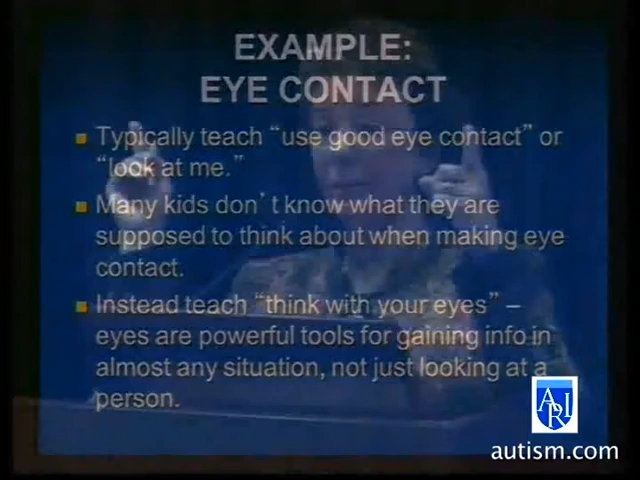 EXAMPLE:
EYE CONTACT
Typically teach “use good eye contact” or
“look at me.”
Many kids don’t know what they are
supposed to think about when making eye
contact.
Instead teach “think with your eyes” –
eyes are powerful tools for gaining info in
almost any situation, not just looking at a
person.
ARI
autism.com